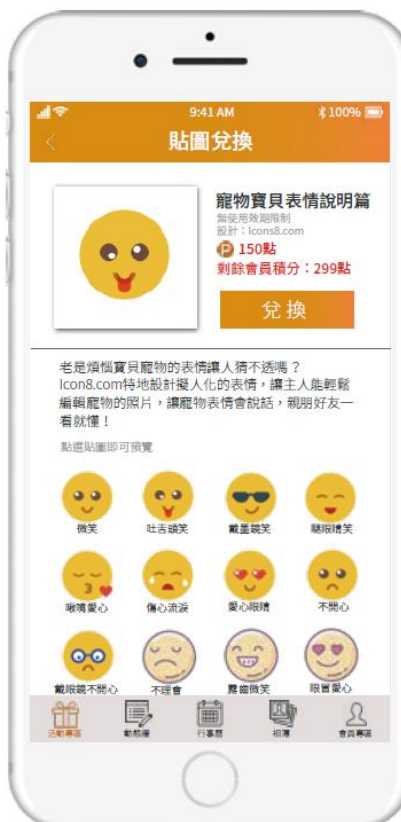 9:41 AM
100%
貼圖兌換
寵物寶貝表情說明篇
無使用效期限制
設計：Icons8.com
P 150點
剩餘會員積分：299點
兌換
老是煩惱寶貝寵物的表情讓人猜不透嗎？
Icon8.com特地設計擬人化的表情，讓主人能輕鬆
編輯寵物的照片，讓寵物表情會說話，親朋好友一
看就懂！
點選貼圖即可預覽
微笑 吐舌頭笑 戴墨鏡笑 瞇眼睛笑
啾嘴愛心 傷心流淚 愛心眼睛 不開心
戴眼鏡不開心 不理會 露齒微笑 眼冒愛心
活動專區 動態牆 行事曆 相簿 會員專區